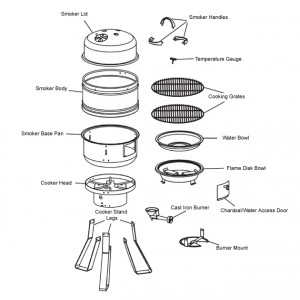 Smoker Lid
Smoker Handles
Temperature Gauge
Smoker Body
Cooking Grates
Smoker Base Pan
Water Bowl
Cooker Head
Flame Disk Bowl
Cooker Stand
Legs
Cast Iron Burner
Charcoal/Water Access Door
Burner Mount